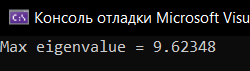 Консоль отладки Microsoft Visu
Max eigenvalue = 9.62348